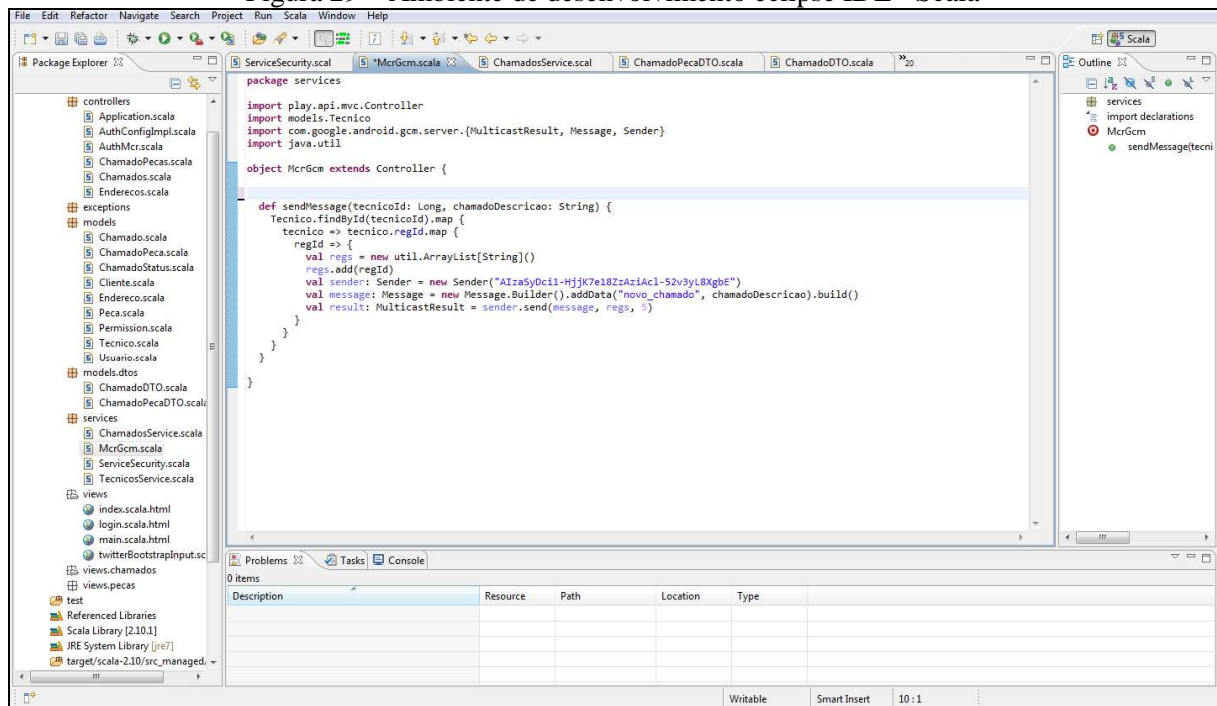 File Edit Refactor Navigate Search Project Run Scala Window Help
Scala
Package Explorer
controllers
Application.scala
AuthConfigImpl.scala
AuthMcr.scala
ChamadoPecas.scala
Chamados.scala
Enderecos.scala
exceptions
models
Chamado.scala
ChamadoPeca.scala
ChamadoStatus.scala
Cliente.scala
Endereco.scala
Peca.scala
Permission.scala
Tecnico.scala
Usuario.scala
models.dtos
ChamadoDTO.scala
ChamadoPecaDTO.scala
services
ChamadosService.scala
McrGcm.scala
ServiceSecurity.scala
TecnicosService.scala
views
index.scala.html
login.scala.html
main.scala.html
twitterBootstrapInput.sc
views.chamados
views.pecas
test
Referenced Libraries
Scala Library [2.10.1]
JRE System Library [jre7]
target/scala-2.10/src_managed/
ServiceSecurity.scal *McrGcm.scala ChamadosService.scal ChamadoPecaDTO.scala ChamadoDTO.scala »20
package services
import play.api.mvc.Controller
import models.Tecnico
import com.google.android.gcm.server.{MulticastResult, Message, Sender}
import java.util
object McrGcm extends Controller {
def sendMessage(tecnicoId: Long, chamadoDescricao: String) {
Tecnico.findById(tecnicoId).map {
tecnico => tecnico.regId.map {
regId => {
val regs = new util.ArrayList[String]()
regs.add(regId)
val sender: Sender = new Sender("AIzaSyDci1-HjjK7e18ZzAziAcl-52v3yL8XgbE")
val message: Message = new Message.Builder().addData("novo_chamado", chamadoDescricao).build()
val result: MulticastResult = sender.send(message, regs, 5)
}
}
}
}
}
Outline
services
import declarations
McrGcm
sendMessage(tecni
Problems Tasks Console
0 items
Description Resource Path Location Type
Writable Smart Insert 10 : 1